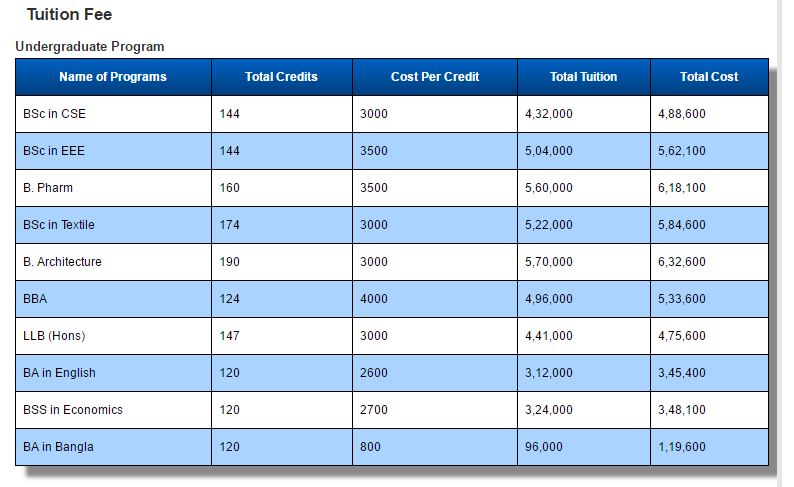 Tuition Fee
Undergraduate Program
Name of Programs Total Credits Cost Per Credit Total Tuition Total Cost
BSc in CSE 144 3000 4,32,000 4,88,600
BSc in EEE 144 3500 5,04,000 5,62,100
B. Pharm 160 3500 5,60,000 6,18,100
BSc in Textile 174 3000 5,22,000 5,84,600
B. Architecture 190 3000 5,70,000 6,32,600
BBA 124 4000 4,96,000 5,33,600
LLB (Hons) 147 3000 4,41,000 4,75,600
BA in English 120 2600 3,12,000 3,45,400
BSS in Economics 120 2700 3,24,000 3,48,100
BA in Bangla 120 800 96,000 1,19,600